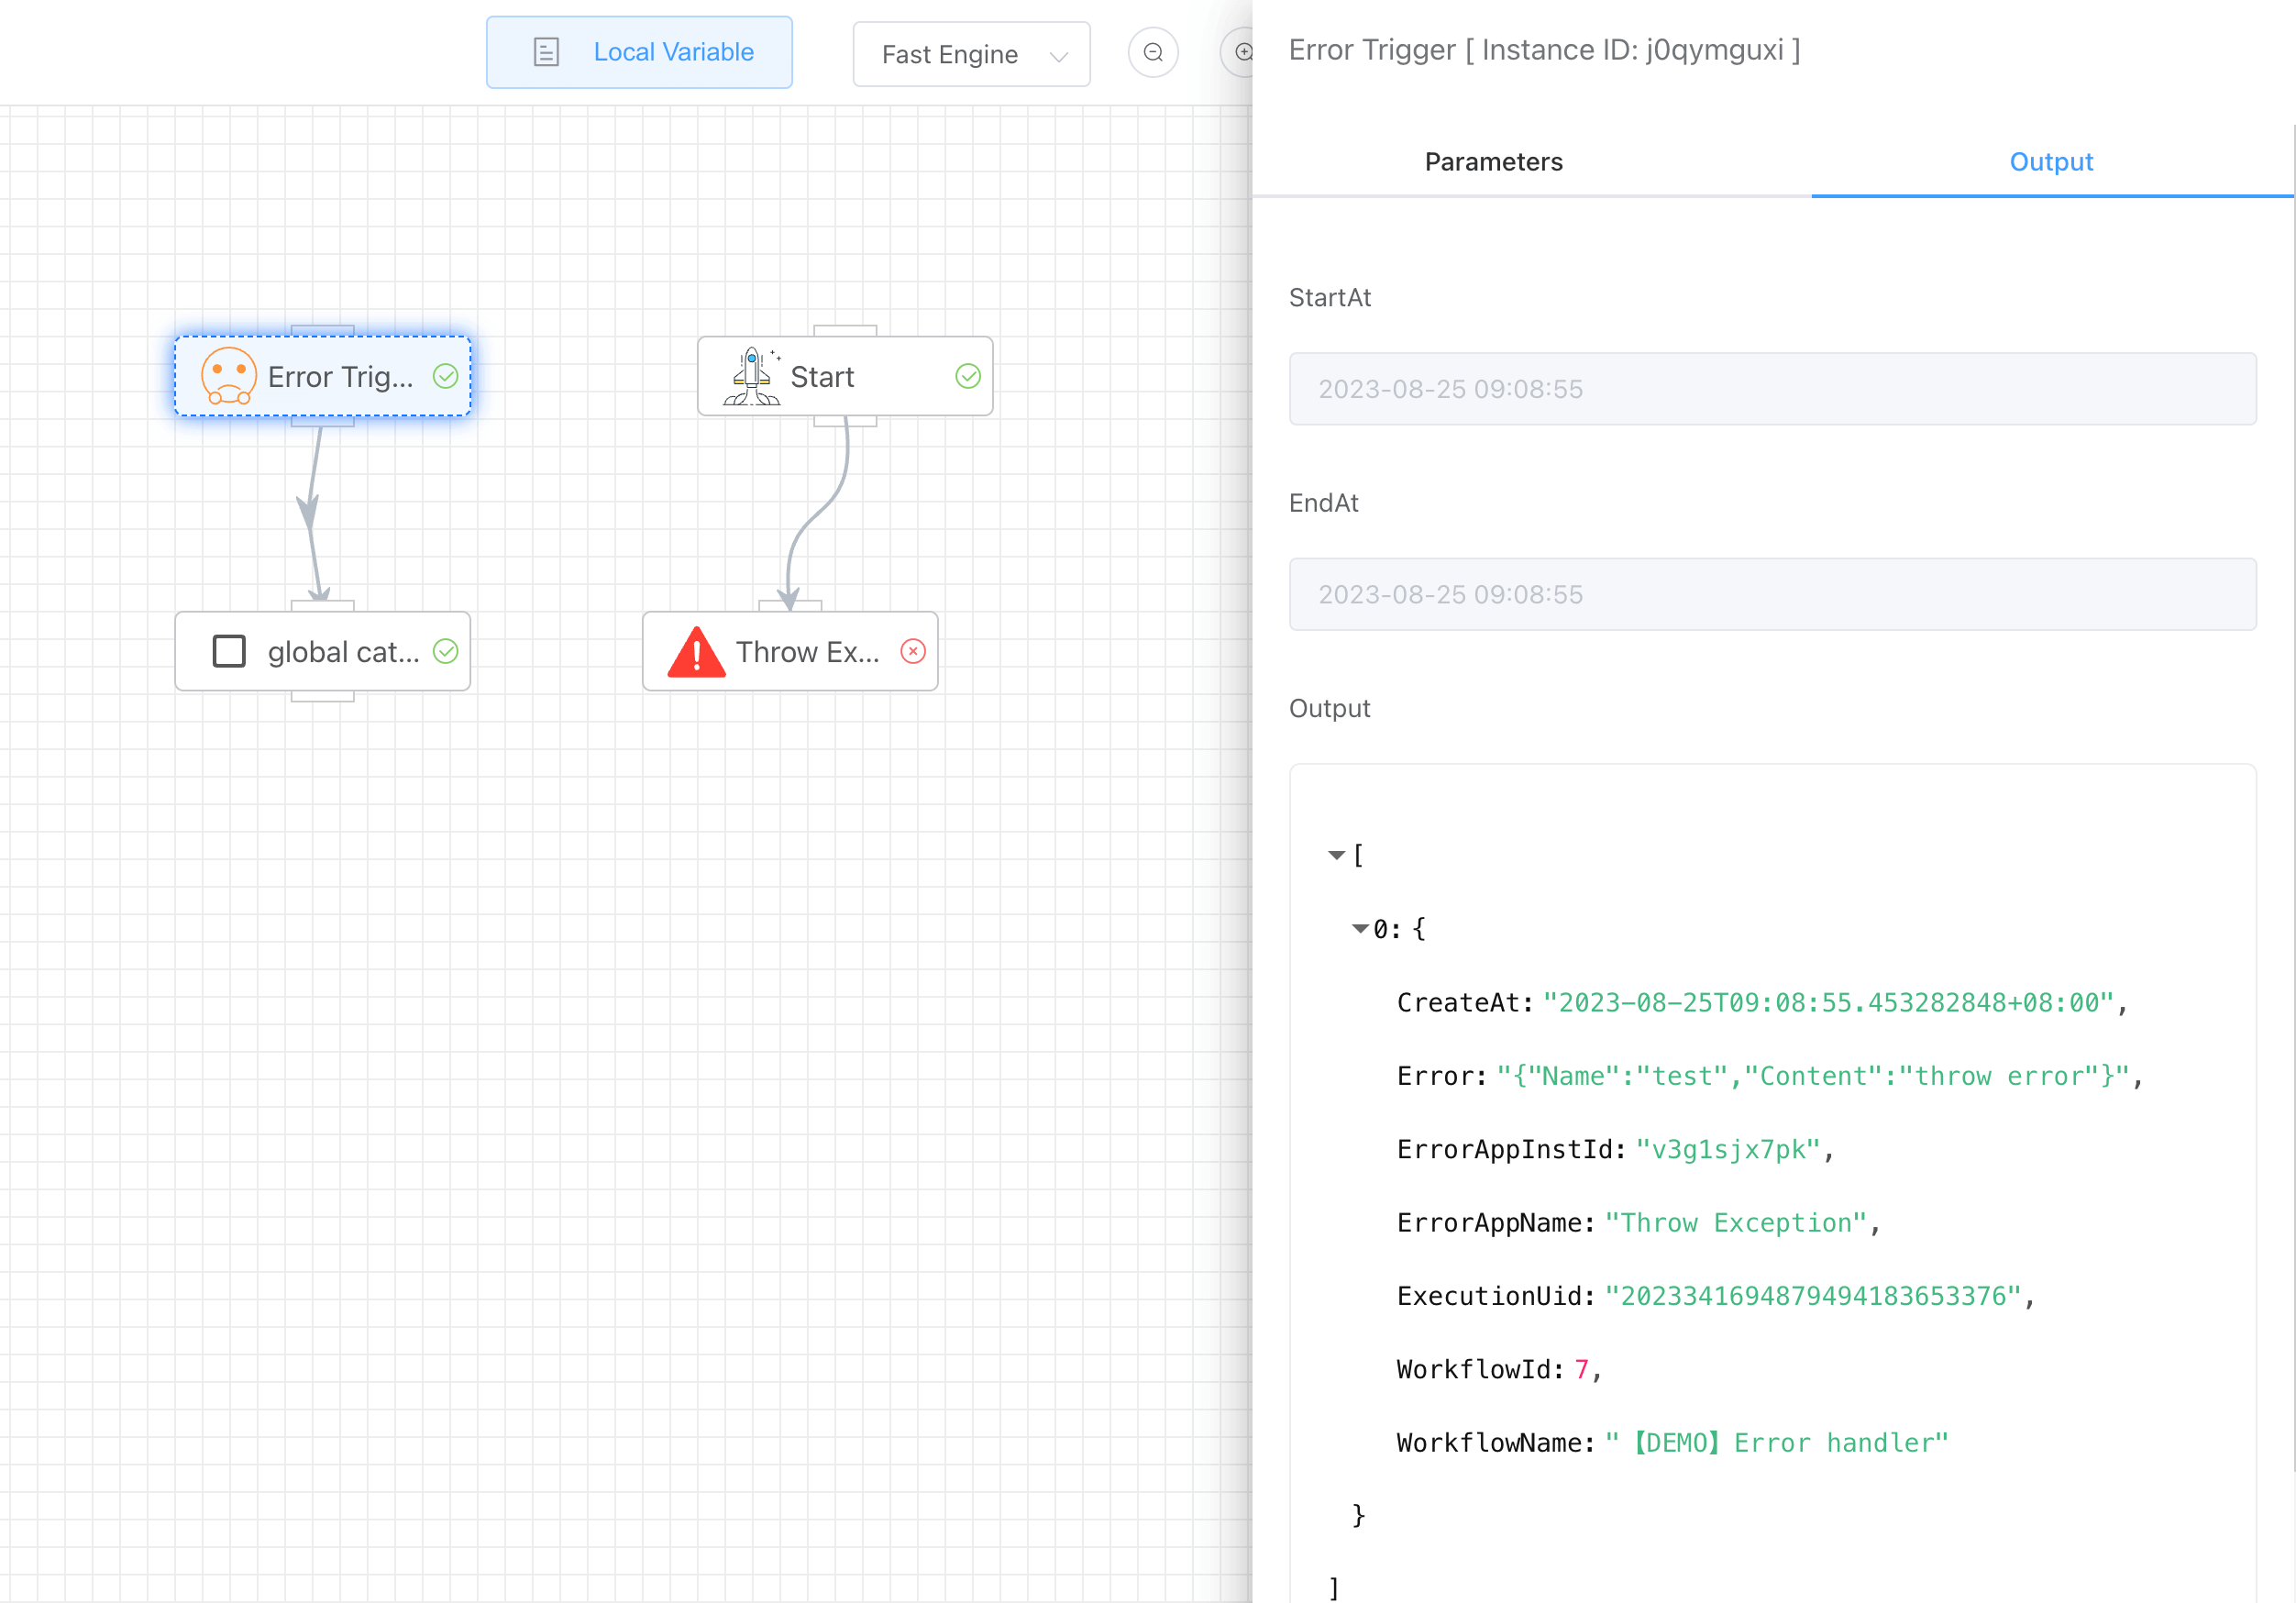 Local Variable
Fast Engine
Error Trigger [ Instance ID: j0qymguxi ]
Parameters
Output
Error Trig...
Start
global cat...
Throw Ex...
StartAt
2023-08-25 09:08:55
EndAt
2023-08-25 09:08:55
Output
[
0: {
CreateAt: "2023-08-25T09:08:55.453282848+08:00",
Error: "{"Name":"test","Content":"throw error"}",
ErrorAppInstId: "v3g1sjx7pk",
ErrorAppName: "Throw Exception",
ExecutionUid: "2023341694879494183653376",
WorkflowId: 7,
WorkflowName: "【DEMO】Error handler"
}
]